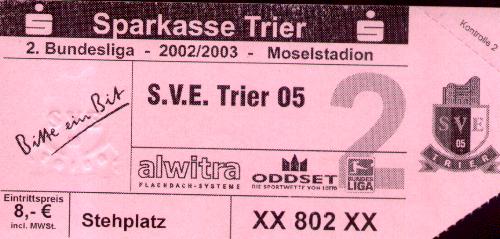 Sparkasse Trier
2. Bundesliga - 2002/2003 - Moselstadion
Kontrolle 2
Bitte ein Bit
S.V.E. Trier 05
2
S V E
05
TRIER
alwitra
FLACHDACH-SYSTEME
ODDSET
DIE SPORTWETTE VON LOTTO
BUNDES
LIGA
Eintrittspreis
8,- €
incl. MWSt.
Stehplatz
XX 802 XX